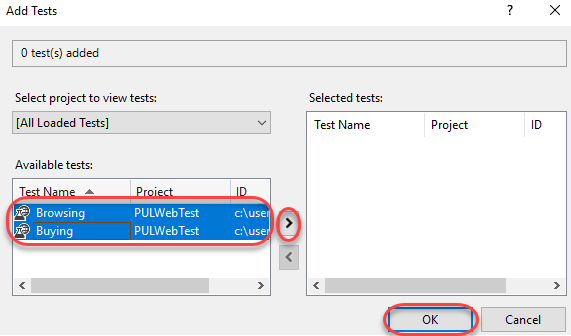 Add Tests
0 test(s) added
Select project to view tests:
[All Loaded Tests]
Selected tests:
Test Name Project ID
Available tests:
Test Name Project ID
Browsing PULWebTest c:\user
Buying PULWebTest c:\user
OK Cancel